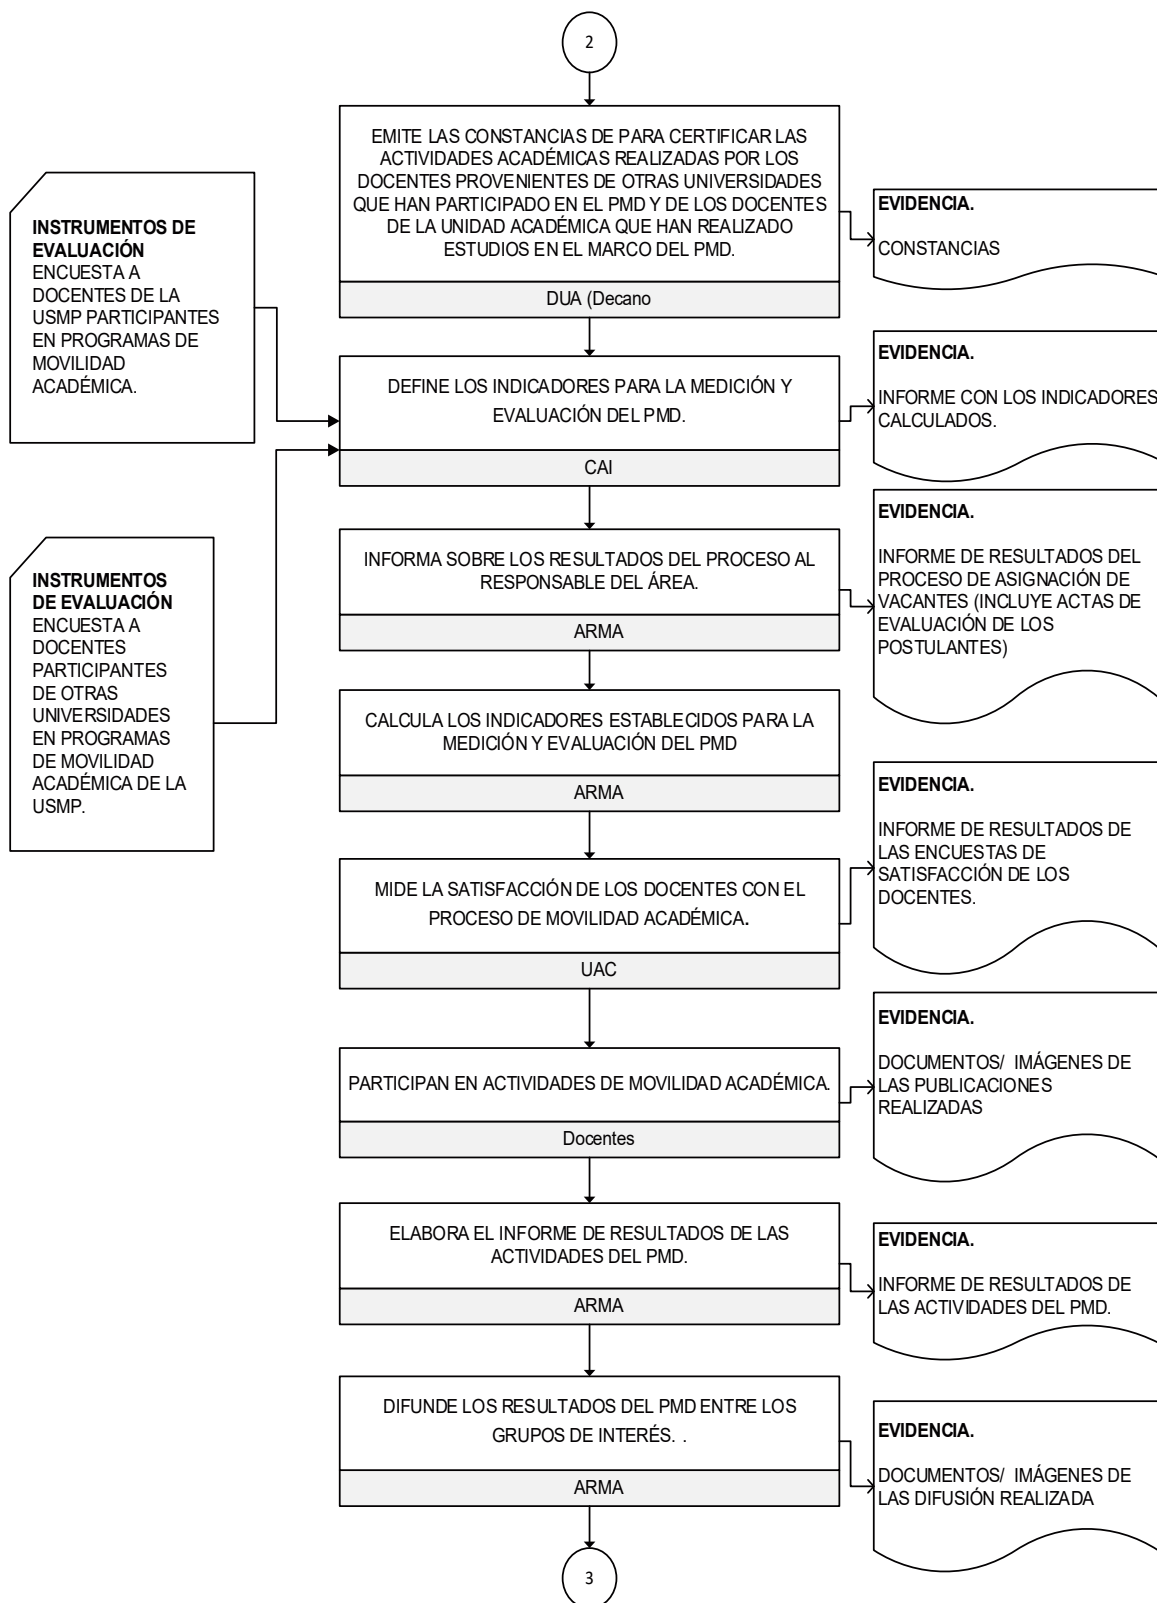 2
EMITE LAS CONSTANCIAS DE PARA CERTIFICAR LAS
ACTIVIDADES ACADÉMICAS REALIZADAS POR LOS
DOCENTES PROVENIENTES DE OTRAS UNIVERSIDADES
QUE HAN PARTICIPADO EN EL PMD Y DE LOS DOCENTES
DE LA UNIDAD ACADÉMICA QUE HAN REALIZADO
ESTUDIOS EN EL MARCO DEL PMD.
DUA (Decano
EVIDENCIA.
CONSTANCIAS
INSTRUMENTOS DE
EVALUACIÓN
ENCUESTA A
DOCENTES DE LA
USMP PARTICIPANTES
EN PROGRAMAS DE
MOVILIDAD
ACADÉMICA.
DEFINE LOS INDICADORES PARA LA MEDICIÓN Y
EVALUACIÓN DEL PMD.
CAI
EVIDENCIA.
INFORME CON LOS INDICADORES
CALCULADOS.
INFORMA SOBRE LOS RESULTADOS DEL PROCESO AL
RESPONSABLE DEL ÁREA.
ARMA
EVIDENCIA.
INFORME DE RESULTADOS DEL
PROCESO DE ASIGNACIÓN DE
VACANTES (INCLUYE ACTAS DE
EVALUACIÓN DE LOS
POSTULANTES)
INSTRUMENTOS
DE EVALUACIÓN
ENCUESTA A
DOCENTES
PARTICIPANTES
DE OTRAS
UNIVERSIDADES
EN PROGRAMAS
DE MOVILIDAD
ACADÉMICA DE LA
USMP.
CALCULA LOS INDICADORES ESTABLECIDOS PARA LA
MEDICIÓN Y EVALUACIÓN DEL PMD
ARMA
MIDE LA SATISFACCIÓN DE LOS DOCENTES CON EL
PROCESO DE MOVILIDAD ACADÉMICA.
UAC
EVIDENCIA.
INFORME DE RESULTADOS DE
LAS ENCUESTAS DE
SATISFACCIÓN DE LOS
DOCENTES.
PARTICIPAN EN ACTIVIDADES DE MOVILIDAD ACADÉMICA.
Docentes
EVIDENCIA.
DOCUMENTOS/ IMÁGENES DE
LAS PUBLICACIONES
REALIZADAS
ELABORA EL INFORME DE RESULTADOS DE LAS
ACTIVIDADES DEL PMD.
ARMA
EVIDENCIA.
INFORME DE RESULTADOS DE
LAS ACTIVIDADES DEL PMD.
DIFUNDE LOS RESULTADOS DEL PMD ENTRE LOS
GRUPOS DE INTERÉS. .
ARMA
EVIDENCIA.
DOCUMENTOS/ IMÁGENES DE
LAS DIFUSIÓN REALIZADA
3